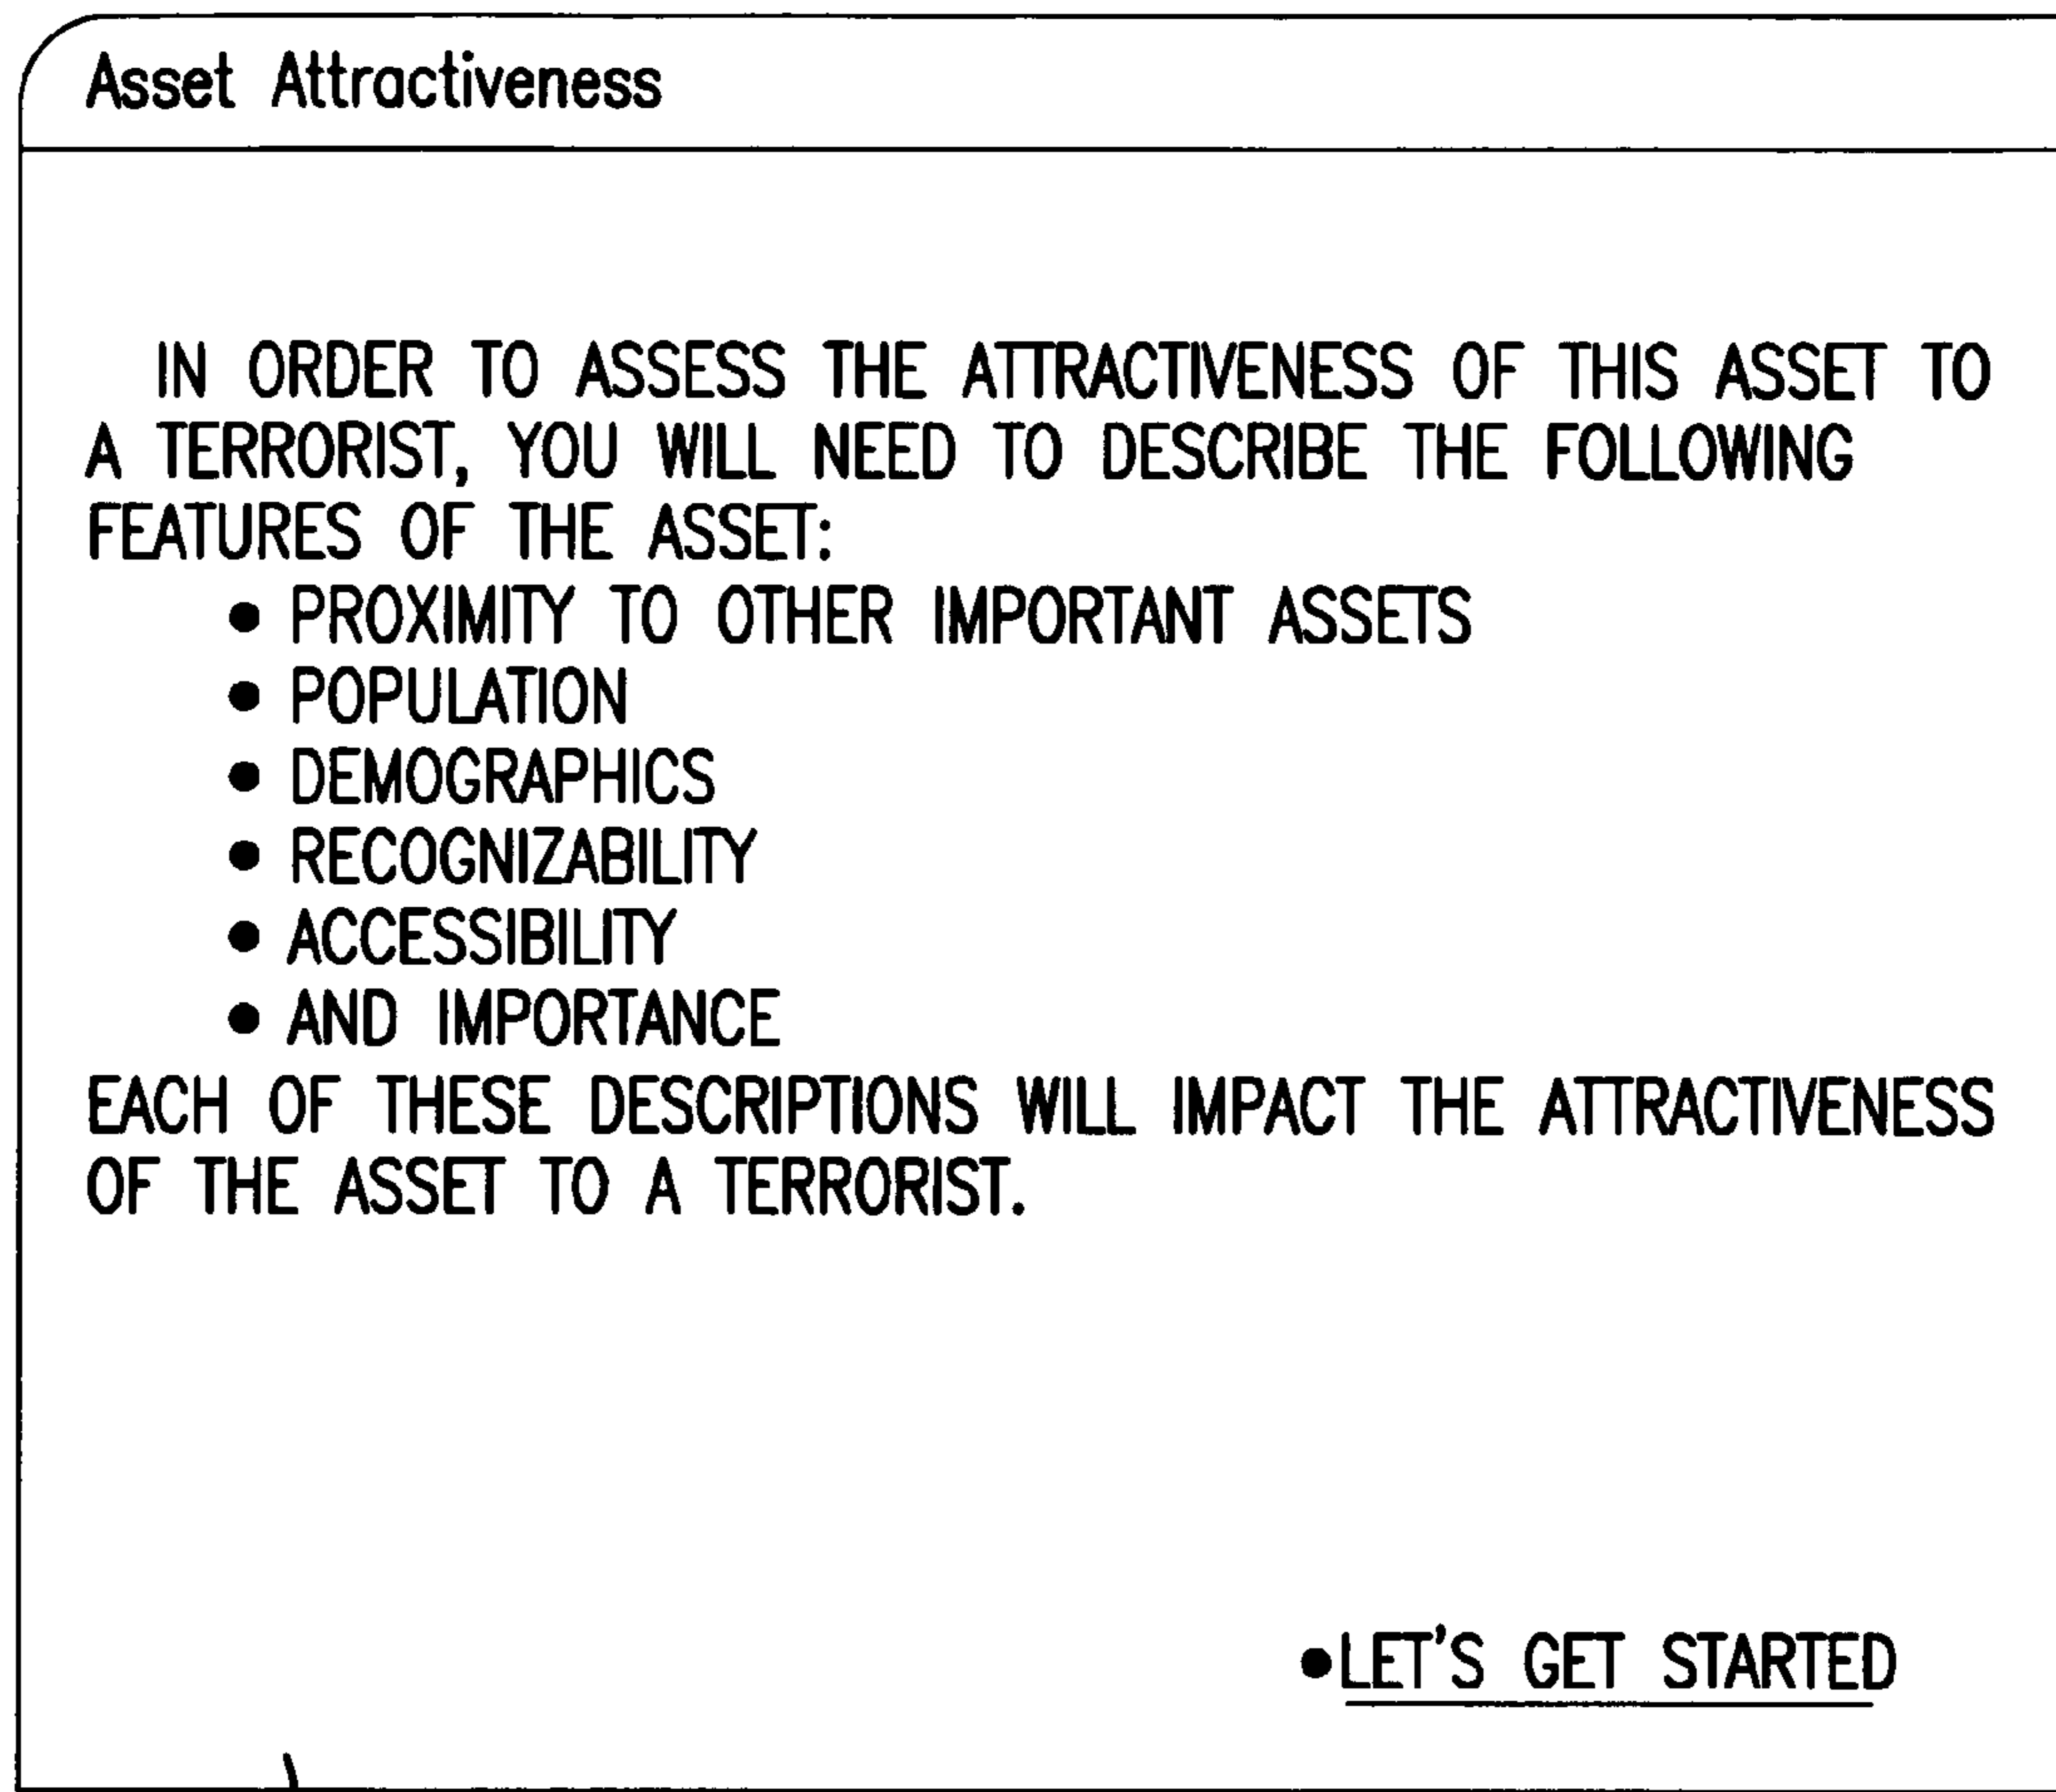 Asset Attractiveness
IN ORDER TO ASSESS THE ATTRACTIVENESS OF THIS ASSET TO
A TERRORIST, YOU WILL NEED TO DESCRIBE THE FOLLOWING
FEATURES OF THE ASSET:
• PROXIMITY TO OTHER IMPORTANT ASSETS
• POPULATION
• DEMOGRAPHICS
• RECOGNIZABILITY
• ACCESSIBILITY
• AND IMPORTANCE
EACH OF THESE DESCRIPTIONS WILL IMPACT THE ATTRACTIVENESS
OF THE ASSET TO A TERRORIST.
•LET'S GET STARTED